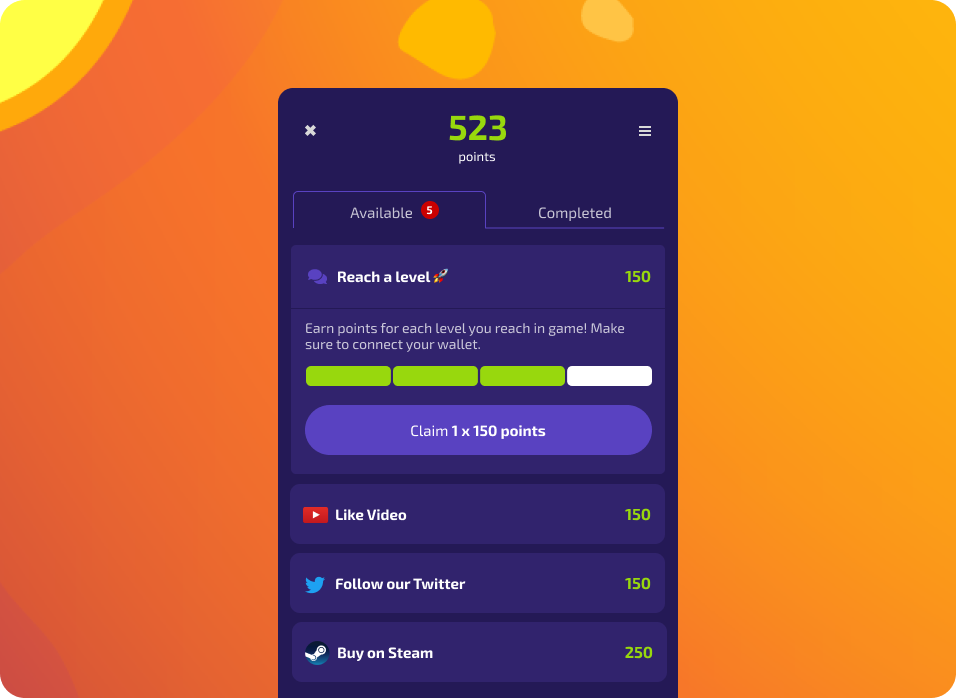 523
points
Available 5
Completed
Reach a level🚀 150
Earn points for each level you reach in game! Make
sure to connect your wallet.
Claim 1 x 150 points
Like Video 150
Follow our Twitter 150
Buy on Steam 250